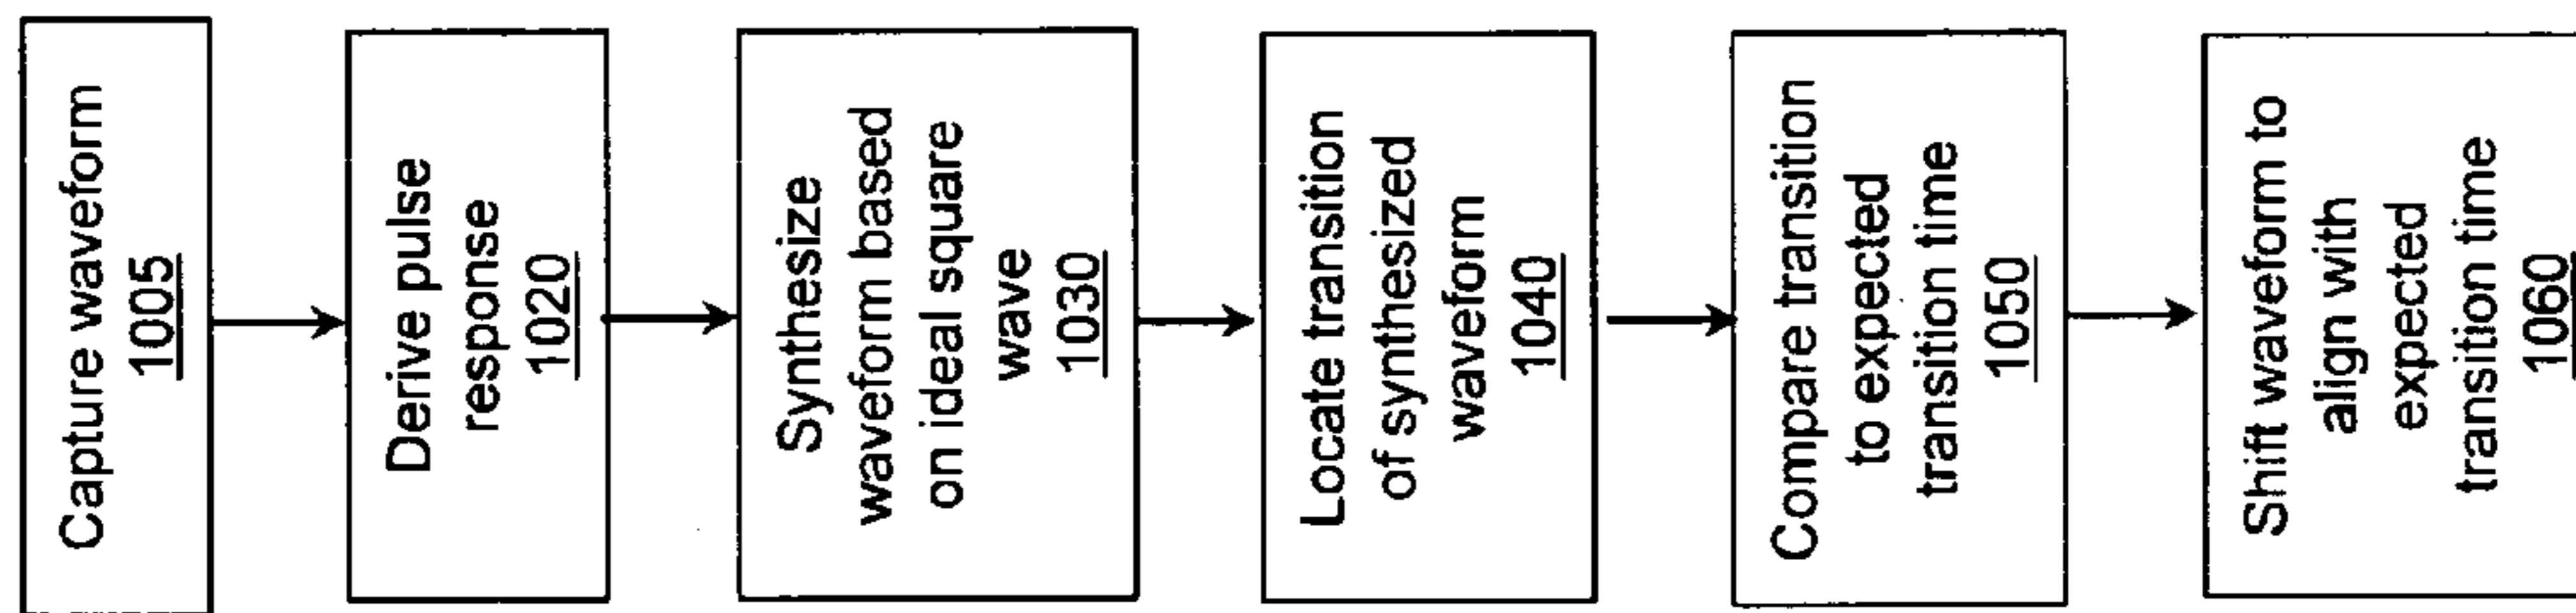 Capture waveform
1005
Derive pulse
response
1020
Synthesize
waveform based
on ideal square
wave
1030
Locate transition
of synthesized
waveform
1040
Compare transition
to expected
transition time
1050
Shift waveform to
align with
expected
transition time
1060